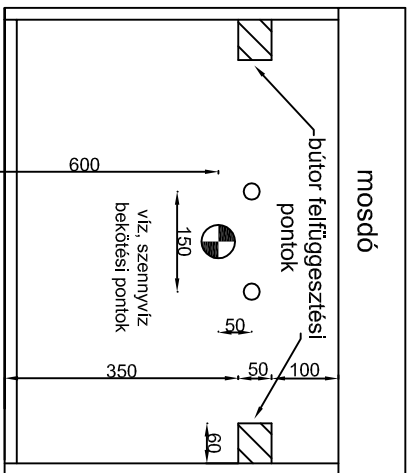 mosdó
bútor felfüggesztési
pontok
600
150
víz, szennyvíz
bekötési pontok
50
350
50
100
60